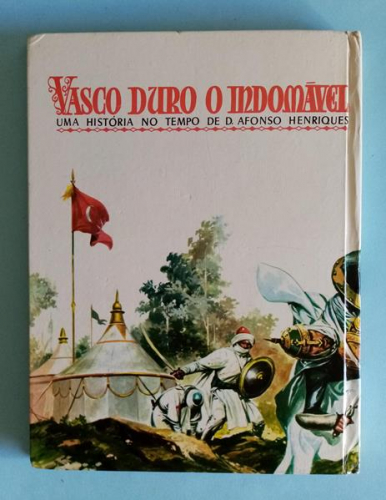 VASCO DURO O INDOMÁVEL
UMA HISTÓRIA NO TEMPO DE D. AFONSO HENRIQUES